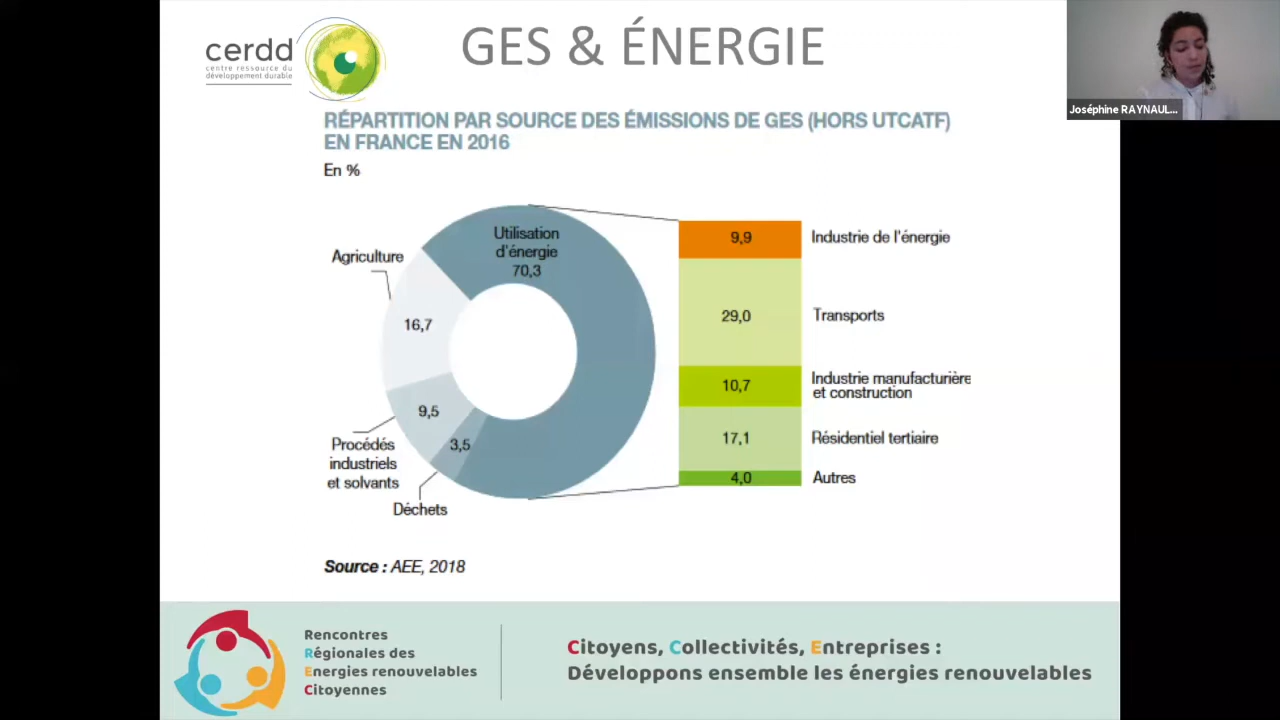 cerdd
centre ressource du
développement durable
GES & ÉNERGIE
Joséphine RAYNAUL...
RÉPARTITION PAR SOURCE DES ÉMISSIONS DE GES (HORS UTCATF)
EN FRANCE EN 2016
En %
Utilisation
d'énergie
70,3
Agriculture
16,7
9,5
3,5
Procédés
industriels
et solvants
Déchets
9,9
Industrie de l'énergie
29,0
Transports
10,7
Industrie manufacturière
et construction
17,1
Résidentiel tertiaire
4,0
Autres
Source : AEE, 2018
Rencontres
Régionales des
Energies renouvelables
Citoyennes
Citoyens, Collectivités, Entreprises :
Développons ensemble les énergies renouvelables